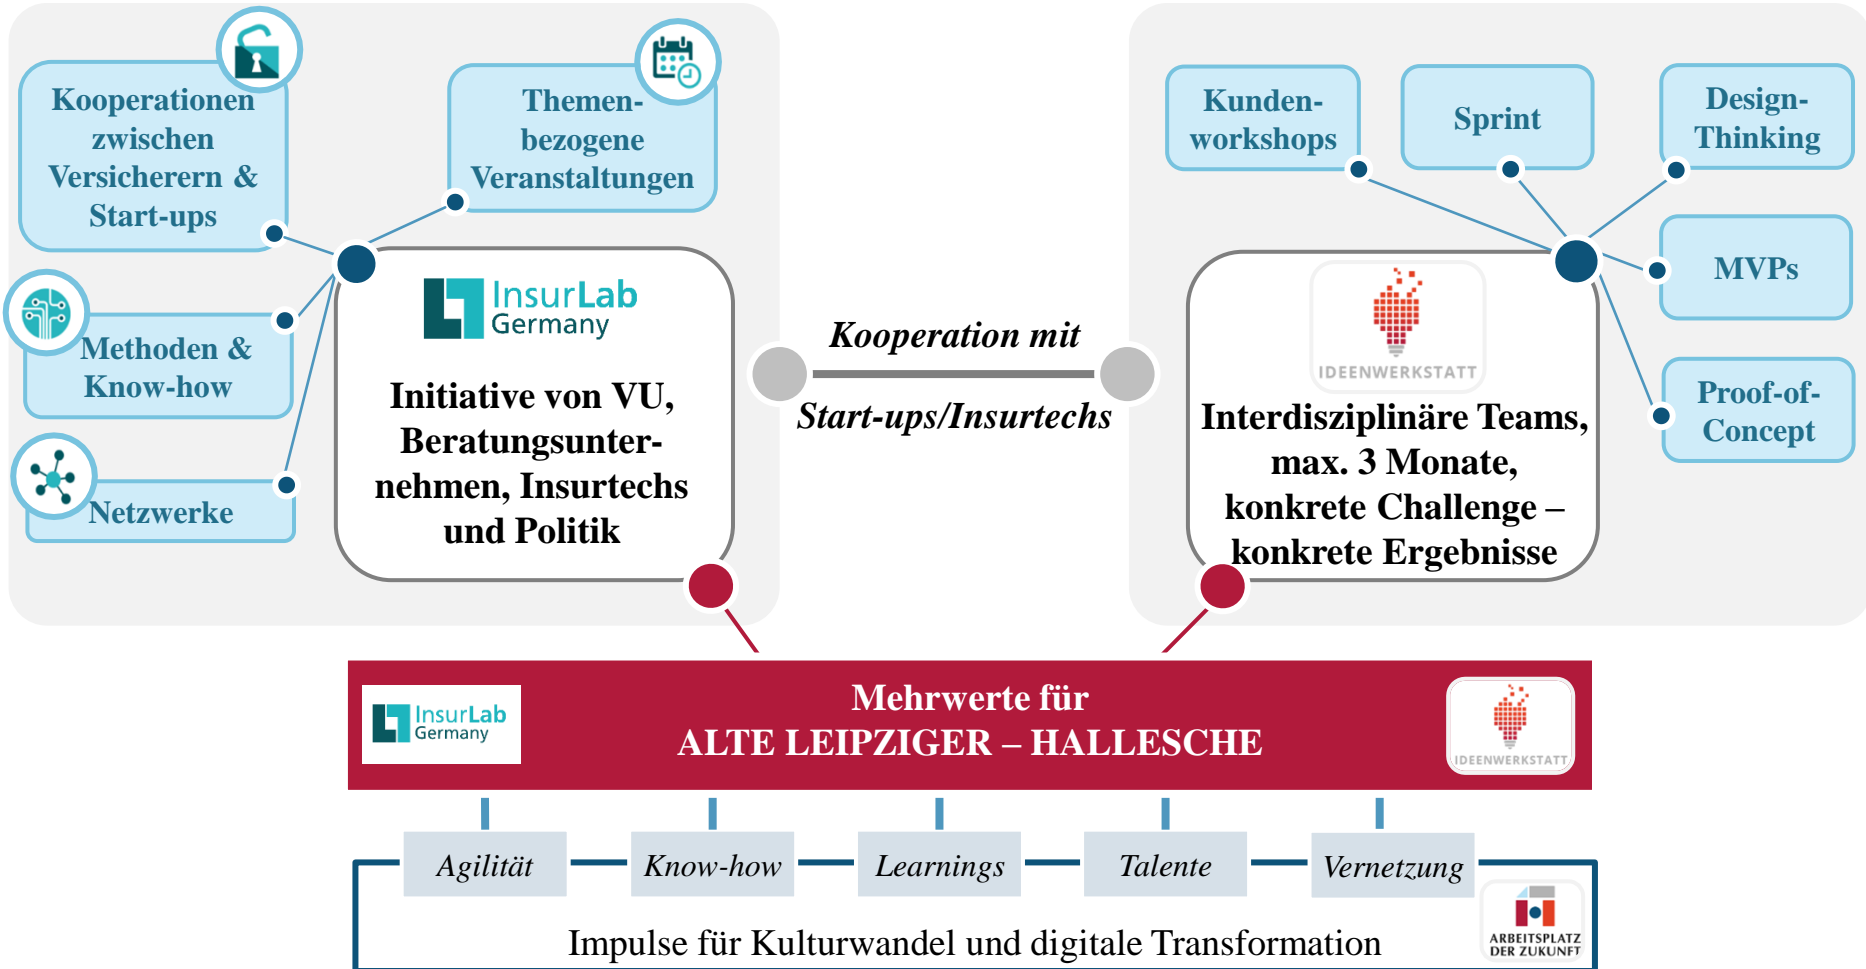 Kooperationen
zwischen
Versicherern &
Start-ups
Themen-
bezogene
Veranstaltungen
Methoden &
Know-how
Netzwerke
InsurLab
Germany
Initiative von VU,
Beratungsunter-
nehmen, Insurtechs
und Politik
Kooperation mit
Start-ups/Insurtechs
Kunden-
workshops
Sprint
Design-
Thinking
MVPs
Proof-of-
Concept
IDEENWERKSTATT
Interdisziplinäre Teams,
max. 3 Monate,
konkrete Challenge –
konkrete Ergebnisse
InsurLab
Germany
Mehrwerte für
ALTE LEIPZIGER – HALLESCHE
IDEENWERKSTATT
Agilität
Know-how
Learnings
Talente
Vernetzung
Impulse für Kulturwandel und digitale Transformation
ARBEITSPLATZ
DER ZUKUNFT